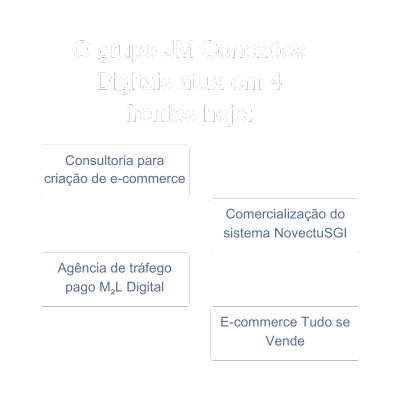 O grupo JM Conexões
Digitais atua em 4
frentes hoje:
Consultoria para
criação de e-commerce
Comercialização do
sistema NovectuSGI
Agência de tráfego
pago M₂L Digital
E-commerce Tudo se
Vende